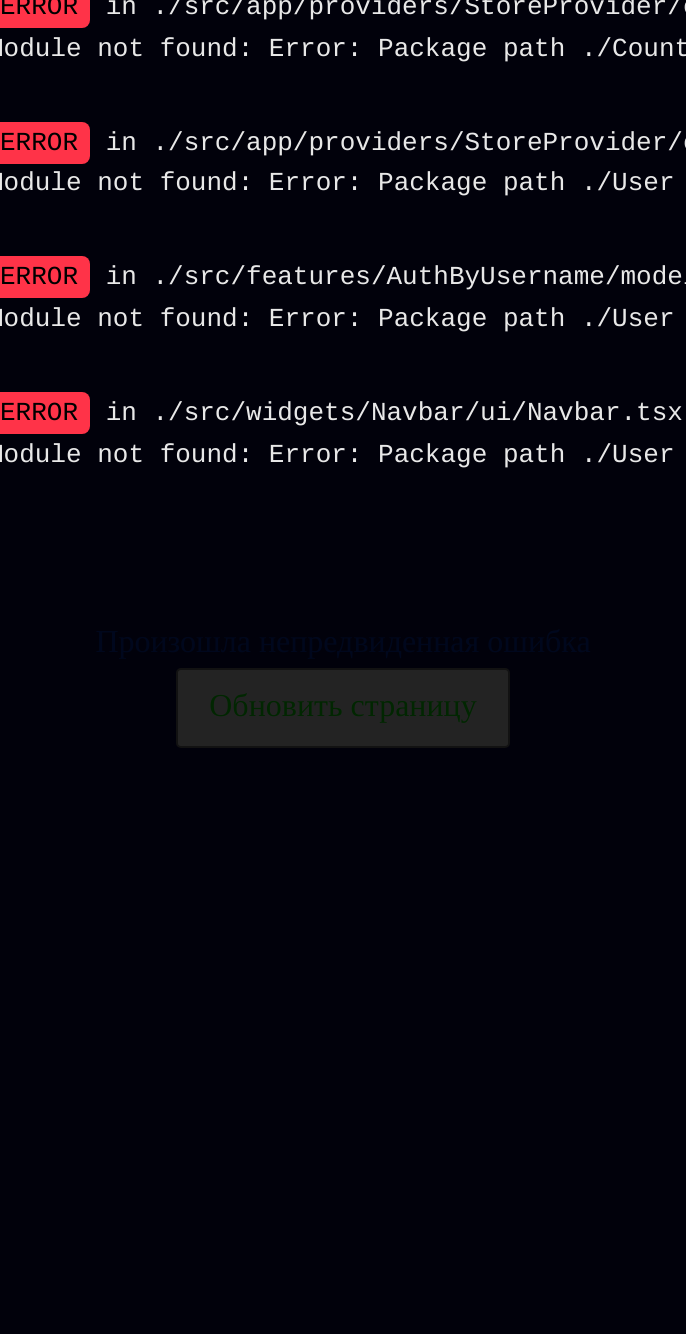 ERROR in ./src/app/providers/StoreProvider/
Module not found: Error: Package path ./Count
ERROR in ./src/app/providers/StoreProvider/
Module not found: Error: Package path ./User
ERROR in ./src/features/AuthByUsername/mode
Module not found: Error: Package path ./User
ERROR in ./src/widgets/Navbar/ui/Navbar.tsx
Module not found: Error: Package path ./User
Произошла непредвиденная ошибка
Обновить страницу